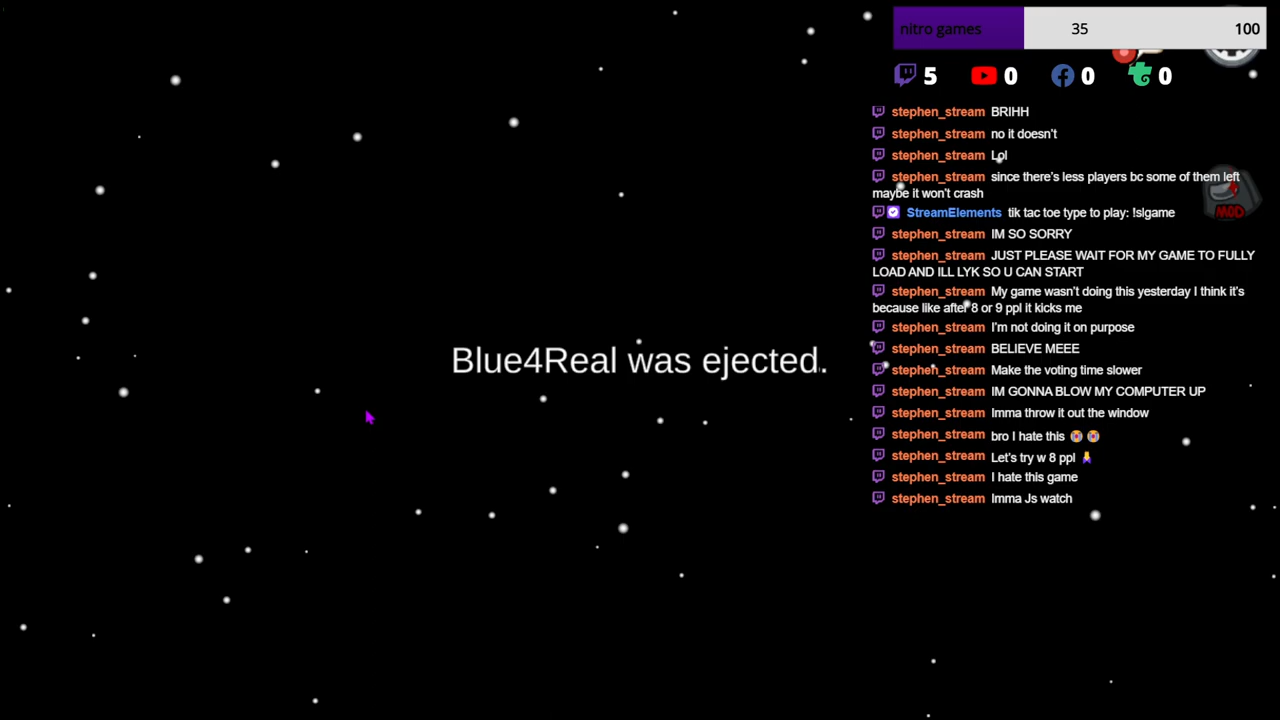 nitro games 35 100
5 0 0 0
stephen_stream BRIHH
stephen_stream no it doesn't
stephen_stream Lol
stephen_stream since there's less players bc some of them left
maybe it won't crash
StreamElements tik tac toe type to play: !slgame
stephen_stream IM SO SORRY
stephen_stream JUST PLEASE WAIT FOR MY GAME TO FULLY
LOAD AND ILL LYK SO U CAN START
stephen_stream My game wasn't doing this yesterday I think it's
because like after 8 or 9 ppl it kicks me
stephen_stream I'm not doing it on purpose
stephen_stream BELIEVE MEEE
stephen_stream Make the voting time slower
stephen_stream IM GONNA BLOW MY COMPUTER UP
stephen_stream Imma throw it out the window
stephen_stream bro I hate this
stephen_stream Let's try w 8 ppl
stephen_stream I hate this game
stephen_stream Imma Js watch
MOD
Blue4Real was ejected.